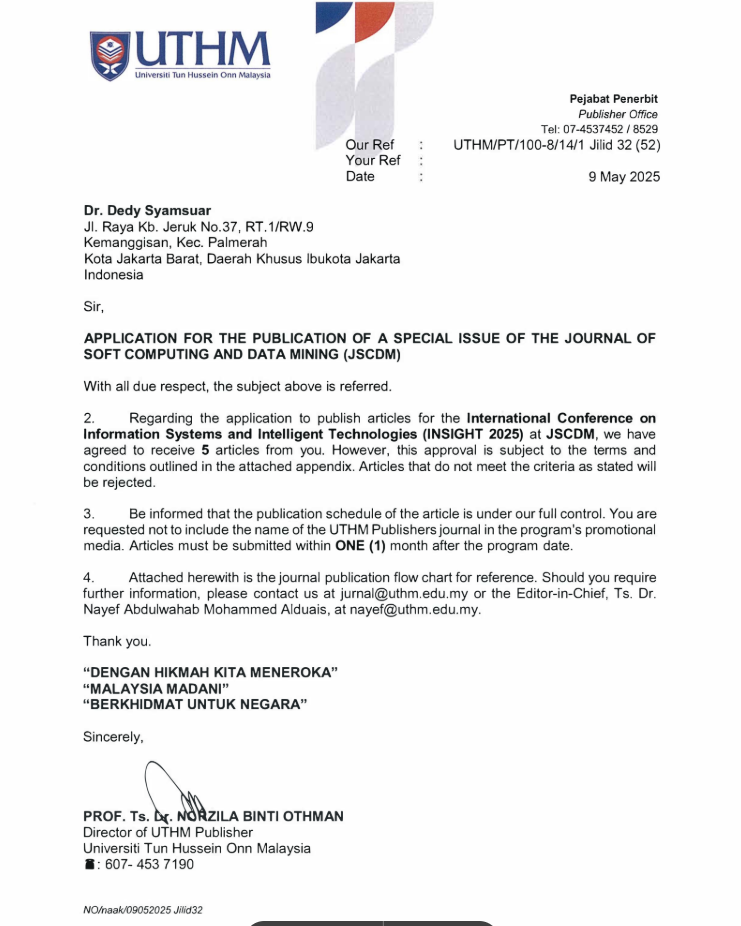 UTHM
Universiti Tun Hussein Onn Malaysia
Pejabat Penerbit
Publisher Office
Tel: 07-4537452 / 8529
Our Ref : UTHM/PT/100-8/14/1 Jilid 32 (52)
Your Ref :
Date : 9 May 2025
Dr. Dedy Syamsuar
Jl. Raya Kb. Jeruk No.37, RT.1/RW.9
Kemanggisan, Kec. Palmerah
Kota Jakarta Barat, Daerah Khusus Ibukota Jakarta
Indonesia
Sir,
APPLICATION FOR THE PUBLICATION OF A SPECIAL ISSUE OF THE JOURNAL OF
SOFT COMPUTING AND DATA MINING (JSCDM)
With all due respect, the subject above is referred.
2. Regarding the application to publish articles for the International Conference on
Information Systems and Intelligent Technologies (INSIGHT 2025) at JSCDM, we have
agreed to receive 5 articles from you. However, this approval is subject to the terms and
conditions outlined in the attached appendix. Articles that do not meet the criteria as stated will
be rejected.
3. Be informed that the publication schedule of the article is under our full control. You are
requested not to include the name of the UTHM Publishers journal in the program's promotional
media. Articles must be submitted within ONE (1) month after the program date.
4. Attached herewith is the journal publication flow chart for reference. Should you require
further information, please contact us at jurnal@uthm.edu.my or the Editor-in-Chief, Ts. Dr.
Nayef Abdulwahab Mohammed Alduais, at nayef@uthm.edu.my.
Thank you.
“DENGAN HIKMAH KITA MENEROKA”
“MALAYSIA MADANI”
“BERKHIDMAT UNTUK NEGARA”
Sincerely,
PROF. Ts. Dr. NORZILA BINTI OTHMAN
Director of UTHM Publisher
Universiti Tun Hussein Onn Malaysia
: 607- 453 7190
NO/naak/09052025 Jilid32